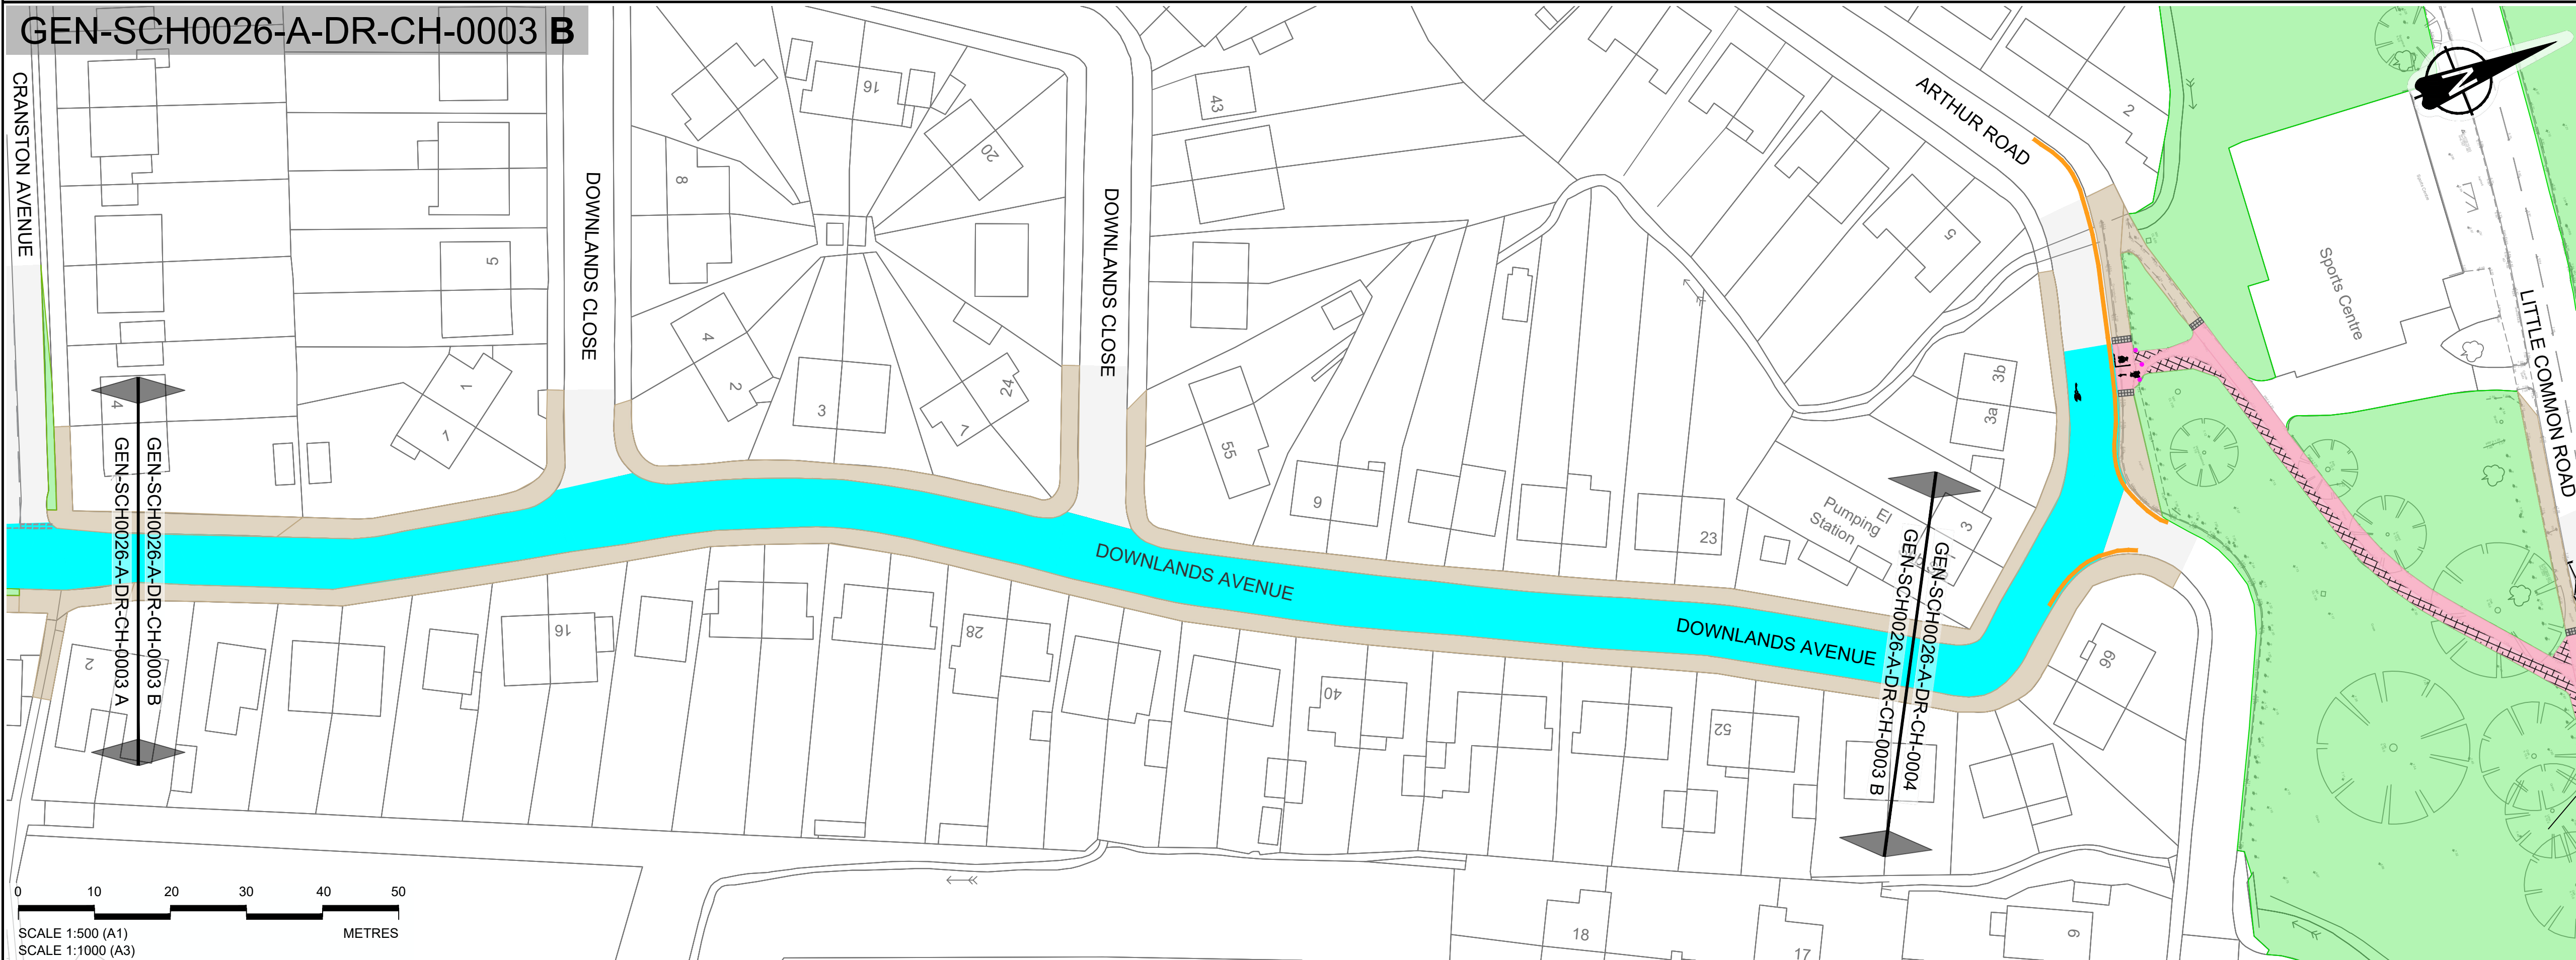 GEN-SCH0026-A-DR-CH-0003 B
CRANSTON AVENUE
DOWNLANDS CLOSE
DOWNLANDS CLOSE
ARTHUR ROAD
LITTLE COMMON ROAD
Sports Centre
N
16
43
2
8
20
5
5
4
2
3
24
7
1
1
4
55
9
23
3b
3a
3
El
Pumping
Station
GEN-SCH0026-A-DR-CH-0003 B
GEN-SCH0026-A-DR-CH-0003 A
DOWNLANDS AVENUE
DOWNLANDS AVENUE
GEN-SCH0026-A-DR-CH-0004
GEN-SCH0026-A-DR-CH-0003 B
2
16
28
40
52
66
18
17
9
0 10 20 30 40 50
SCALE 1:500 (A1)
METRES
SCALE 1:1000 (A3)